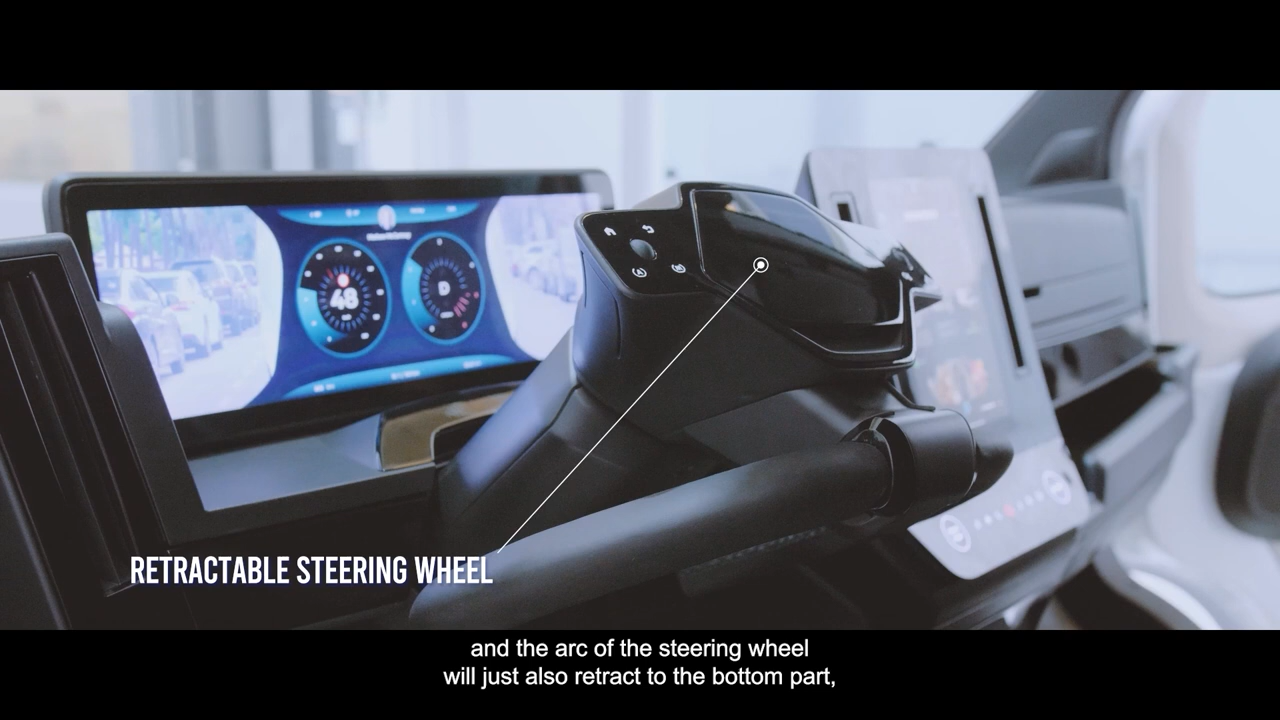 48
D
RETRACTABLE STEERING WHEEL
and the arc of the steering wheel
will just also retract to the bottom part,